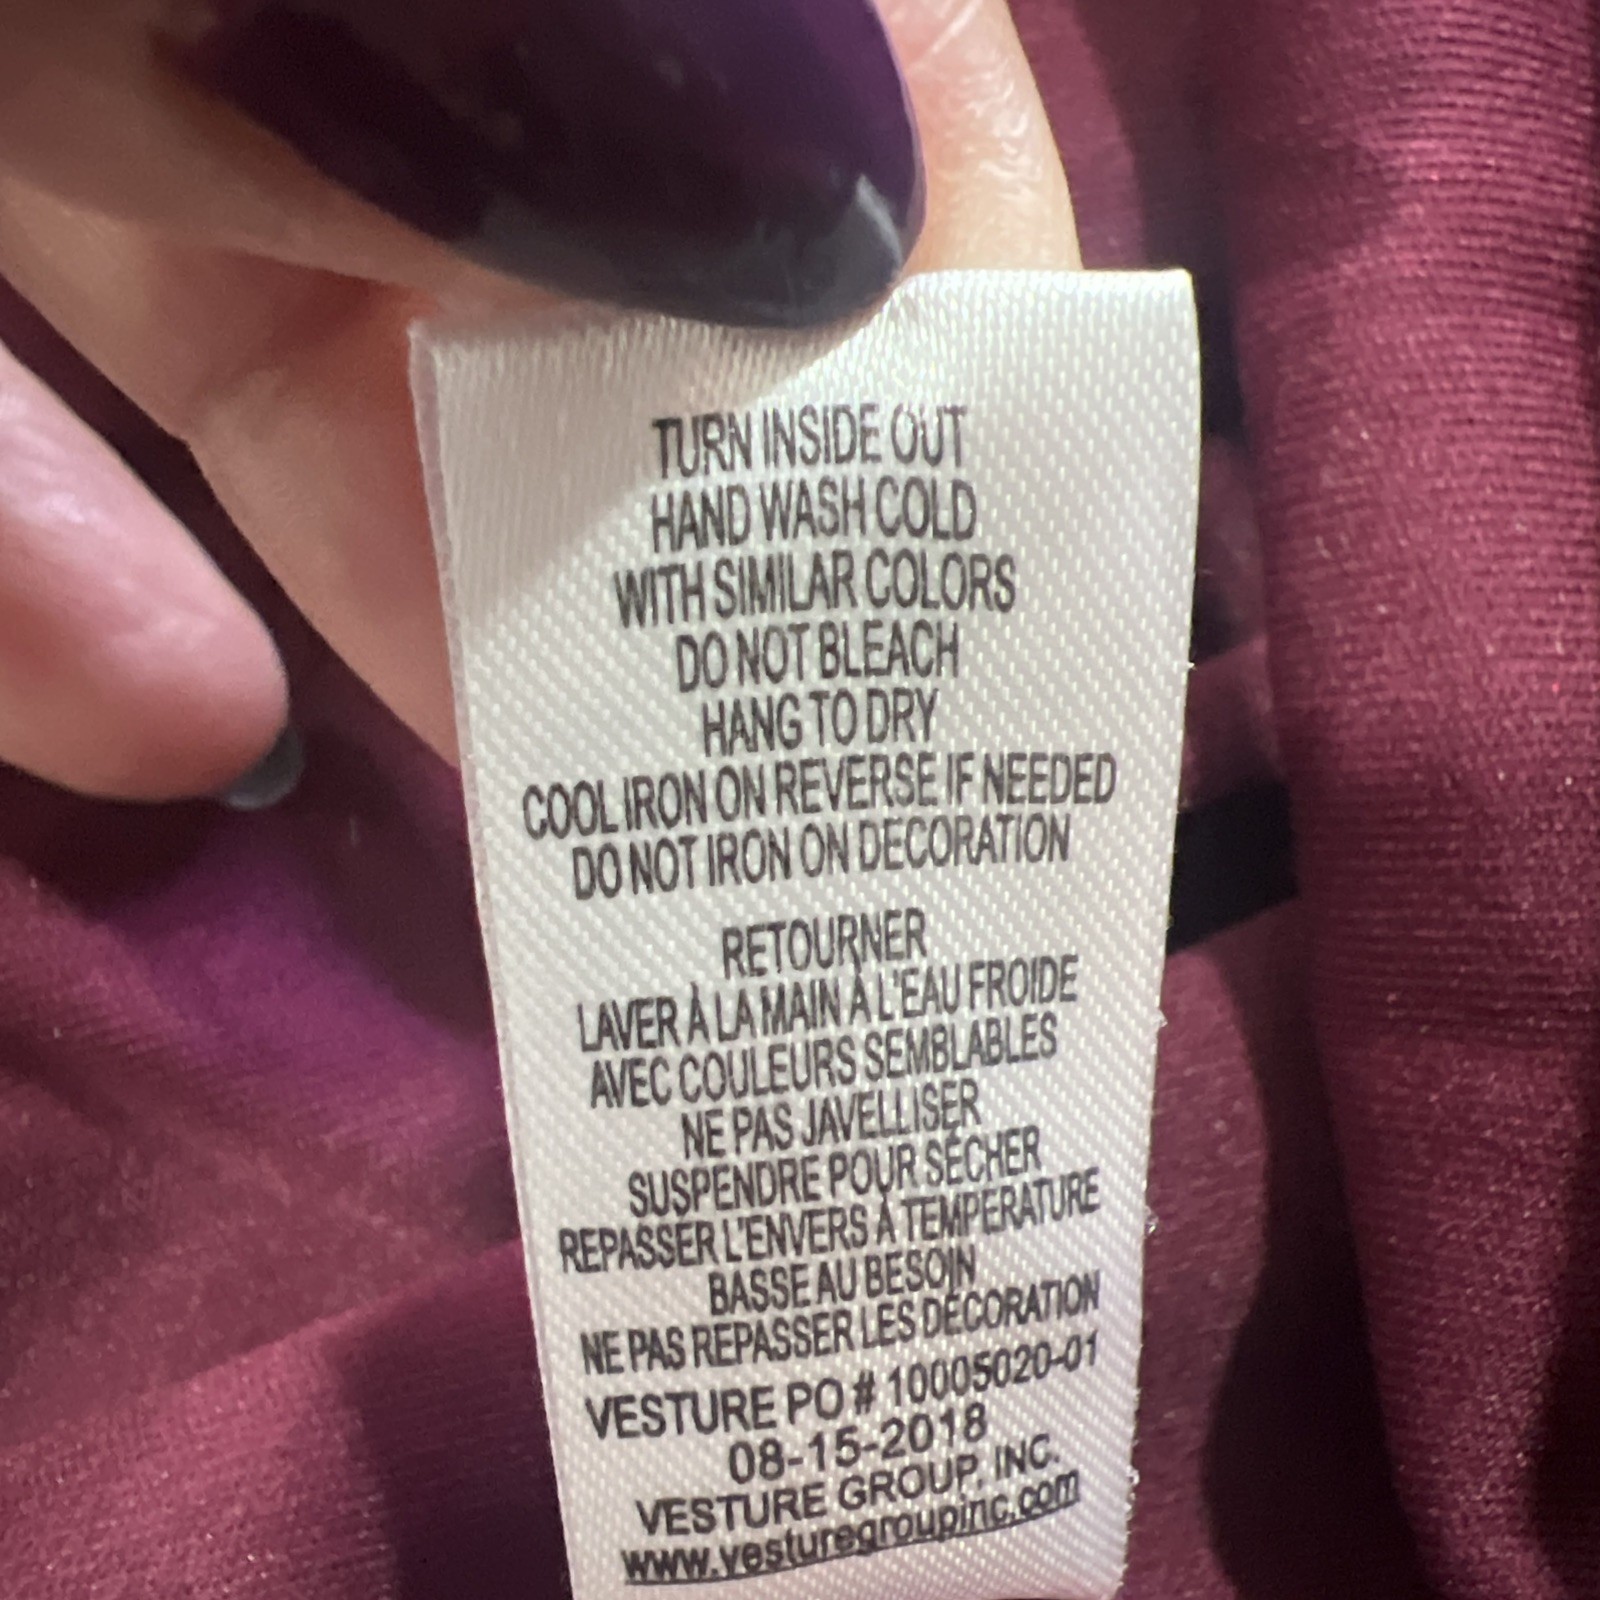 TURN INSIDE OUT
HAND WASH COLD
WITH SIMILAR COLORS
DO NOT BLEACH
HANG TO DRY
COOL IRON ON REVERSE IF NEEDED
DO NOT IRON ON DECORATION
RETOURNER
LAVER À LA MAIN À L'EAU FROIDE
AVEC COULEURS SEMBLABLES
NE PAS JAVELLISER
SUSPENDRE POUR SÉCHER
REPASSER L'ENVERS À TEMPERATURE
BASSE AU BESOIN
NE PAS REPASSER LES DÉCORATION
VESTURE PO # 10005020-01
08-15-2018
VESTURE GROUP, INC.
www.vesturegroupinc.com